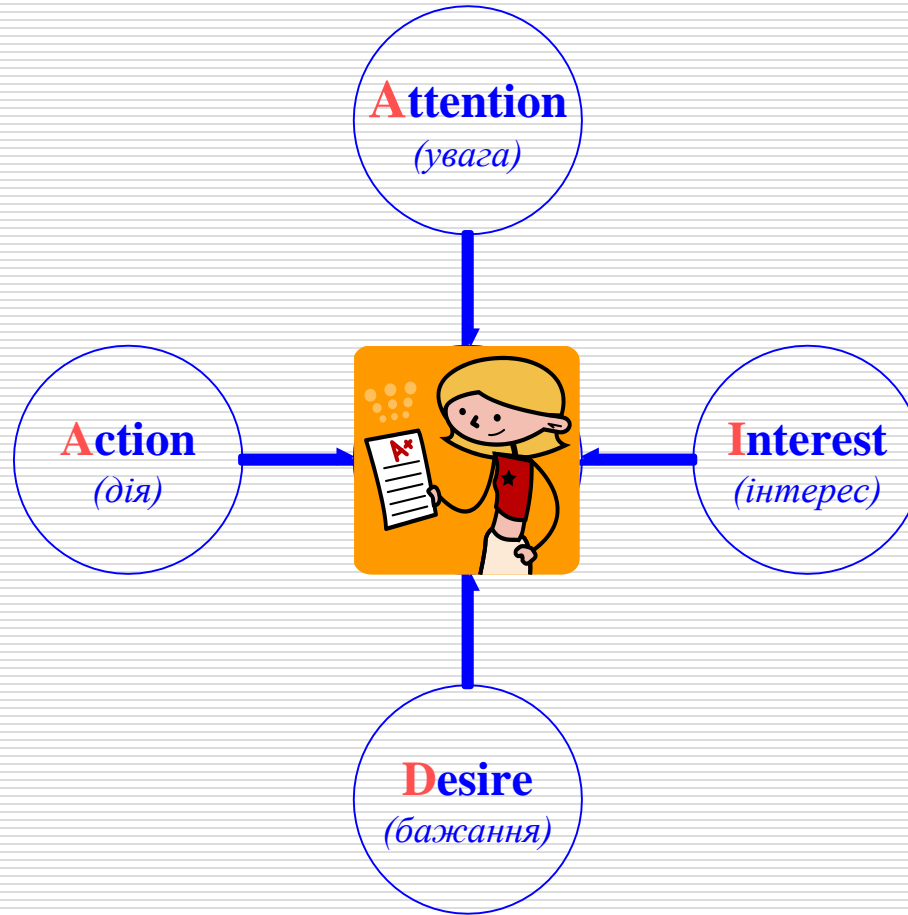 Attention
(увага)
Action
(дія)
A+
Interest
(інтерес)
Desire
(бажання)